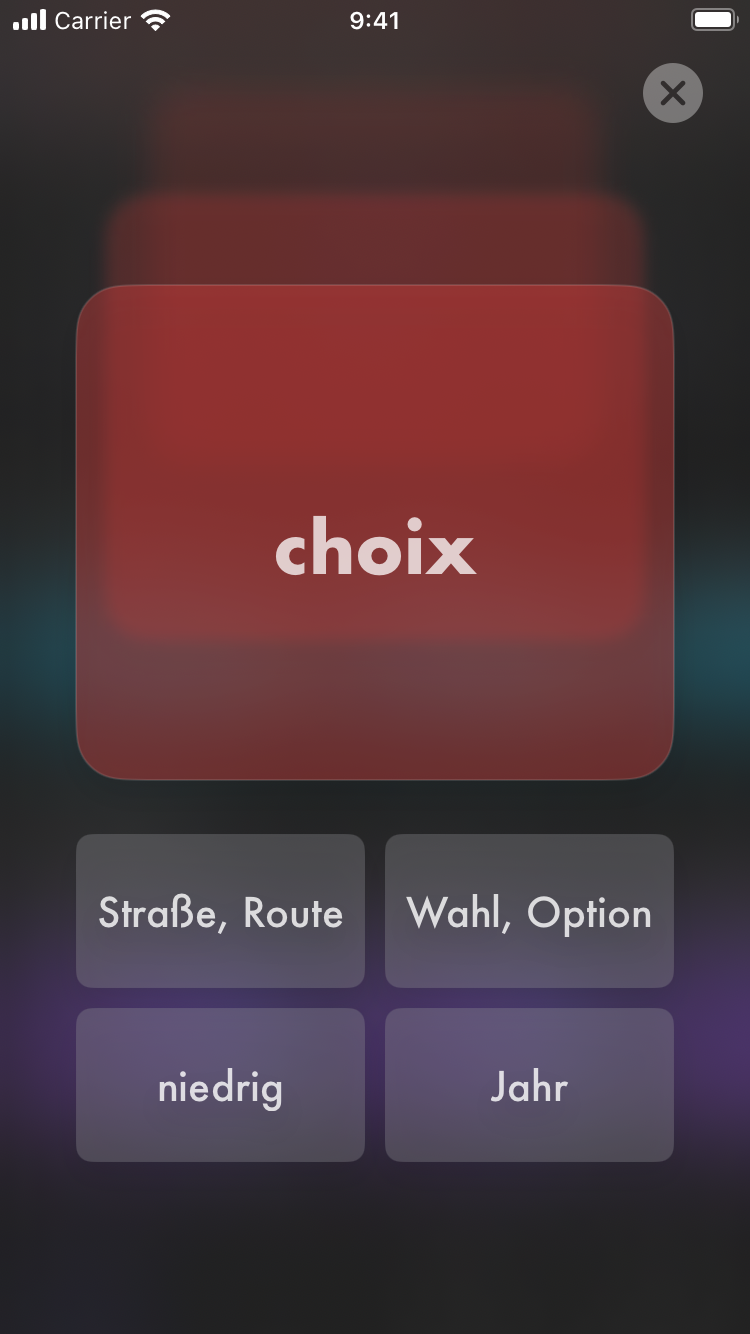 Carrier 9:41
choix
Straße, Route
Wahl, Option
niedrig
Jahr